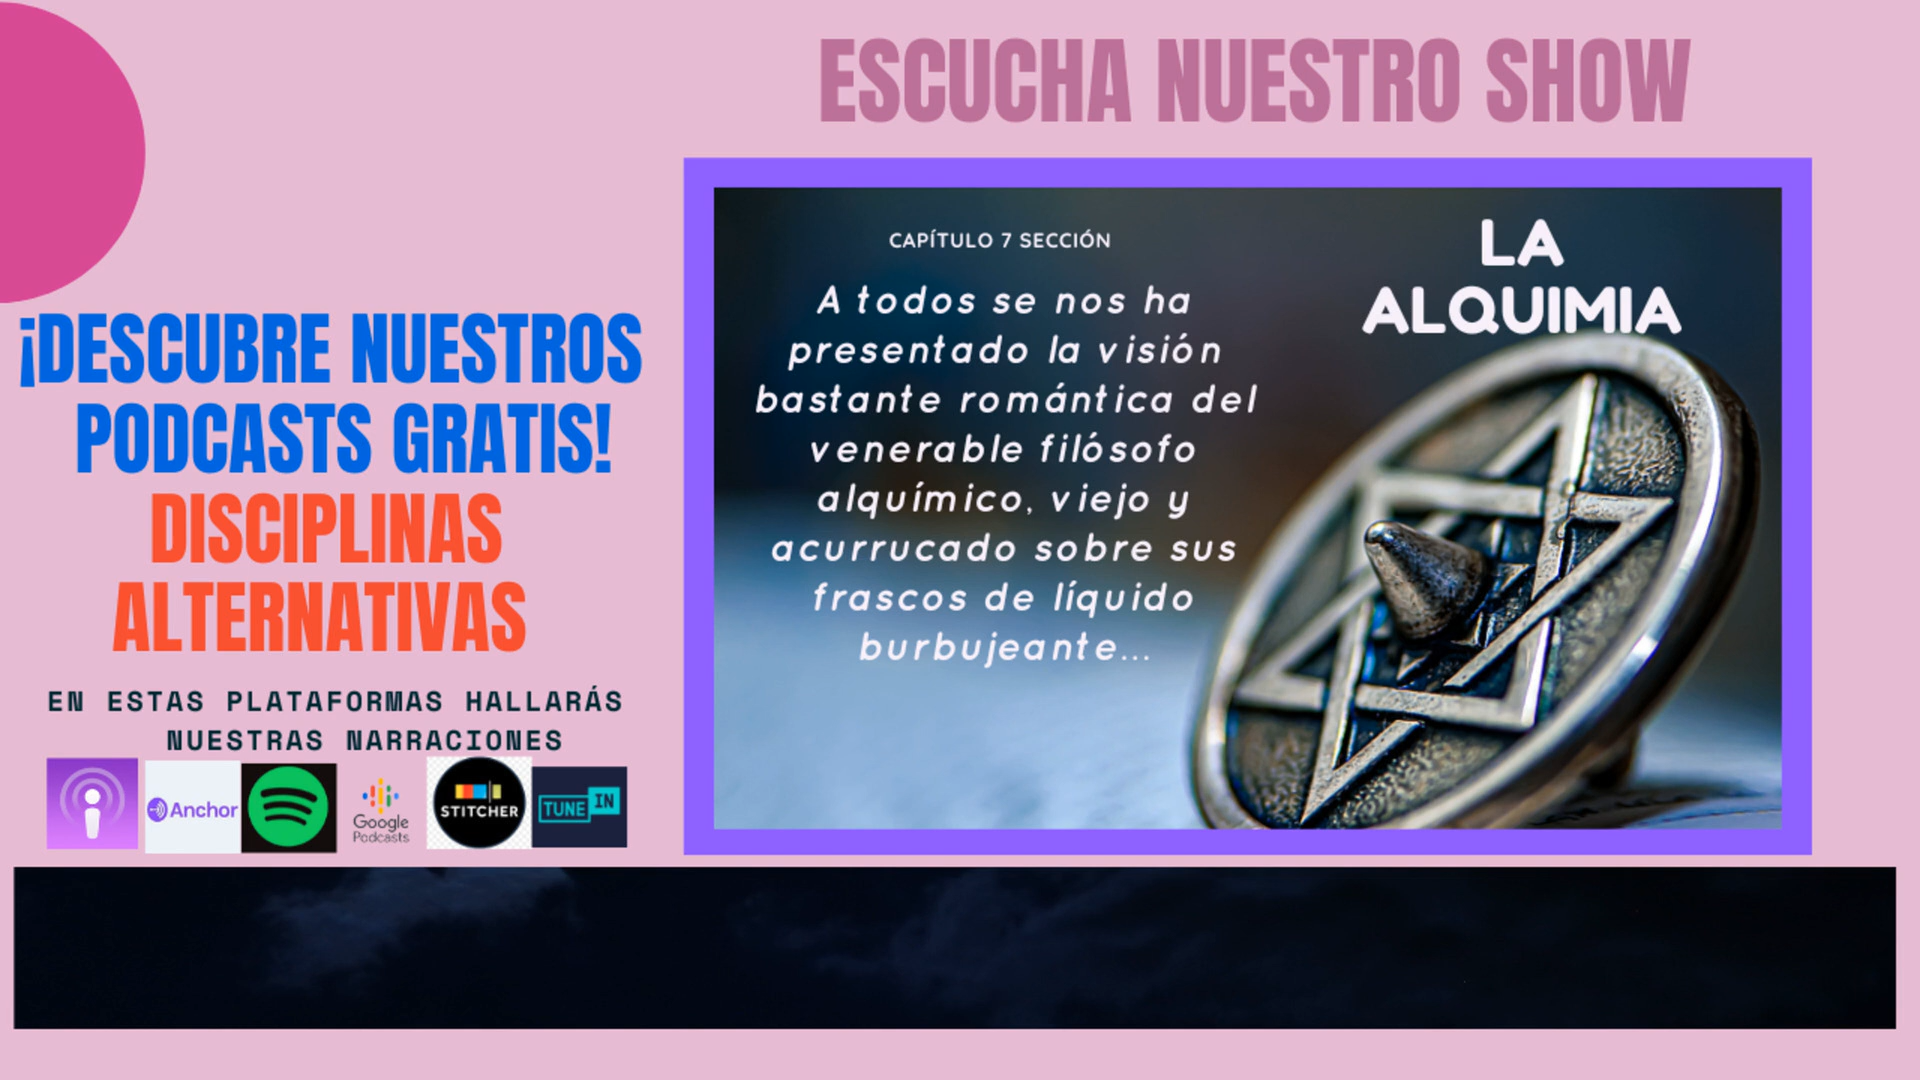 ESCUCHA NUESTRO SHOW
¡DESCUBRE NUESTROS
PODCASTS GRATIS!
DISCIPLINAS
ALTERNATIVAS
EN ESTAS PLATAFORMAS HALLARÁS
NUESTRAS NARRACIONES
Anchor
Google
Podcasts
STITCHER
TUNE IN
CAPÍTULO 7 SECCIÓN
A todos se nos ha
presentado la visión
bastante romántica del
venerable filósofo
alquímico, viejo y
acurrucado sobre sus
frascos de líquido
burbujeante...
LA
ALQUIMIA